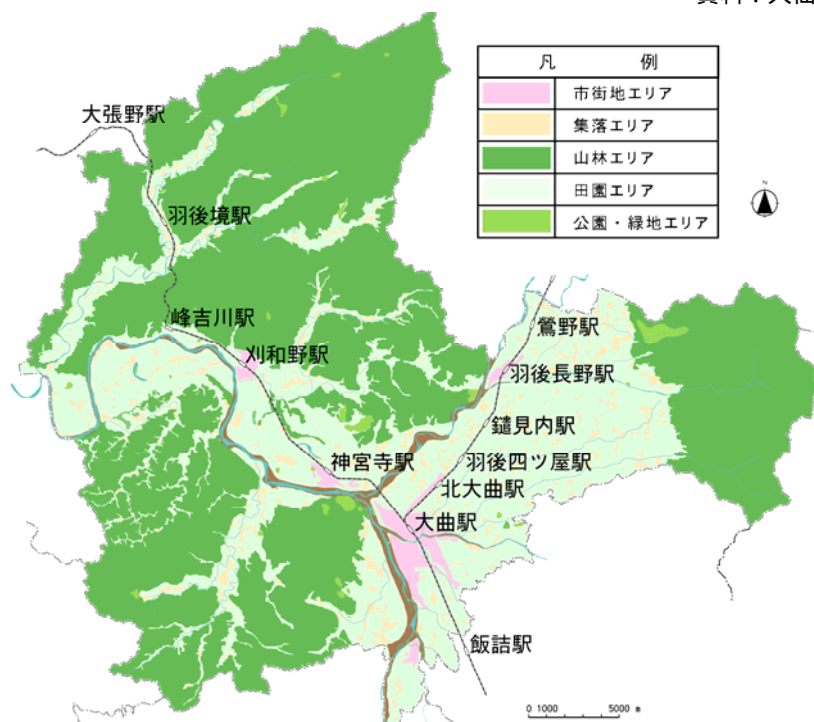 資料：大仙
凡例
市街地エリア
集落エリア
山林エリア
田園エリア
公園・緑地エリア
N
大張野駅
羽後境駅
峰吉川駅
刈和野駅
鶯野駅
羽後長野駅
鑓見内駅
羽後四ツ屋駅
神宮寺駅
北大曲駅
大曲駅
飯詰駅
0 1000 5000 m